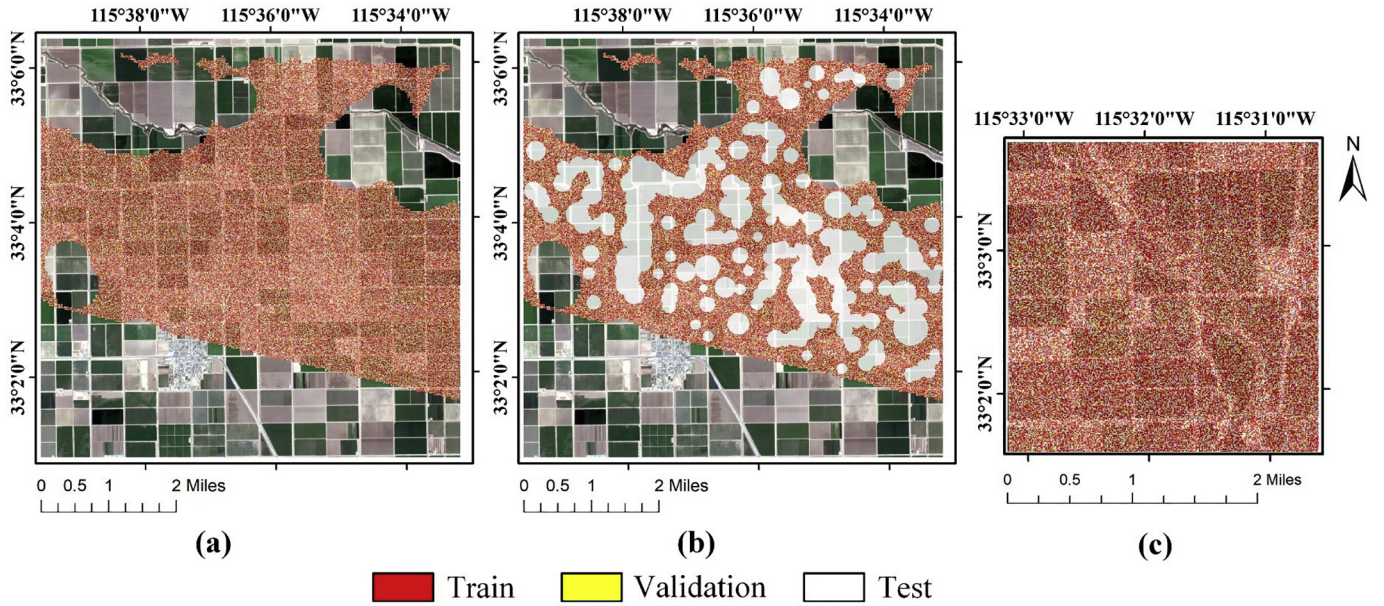 115°38'0"W 115°36'0"W 115°34'0"W
115°38'0"W 115°36'0"W 115°34'0"W
33°6'0"N
33°4'0"N
33°2'0"N
33°6'0"N
33°4'0"N
33°2'0"N
115°33'0"W 115°32'0"W 115°31'0"W
N
33°3'0"N
33°2'0"N
0 0.5 1 2 Miles
0 0.5 1 2 Miles
0 0.5 1 2 Miles
(a)
(b)
(c)
Train Validation Test